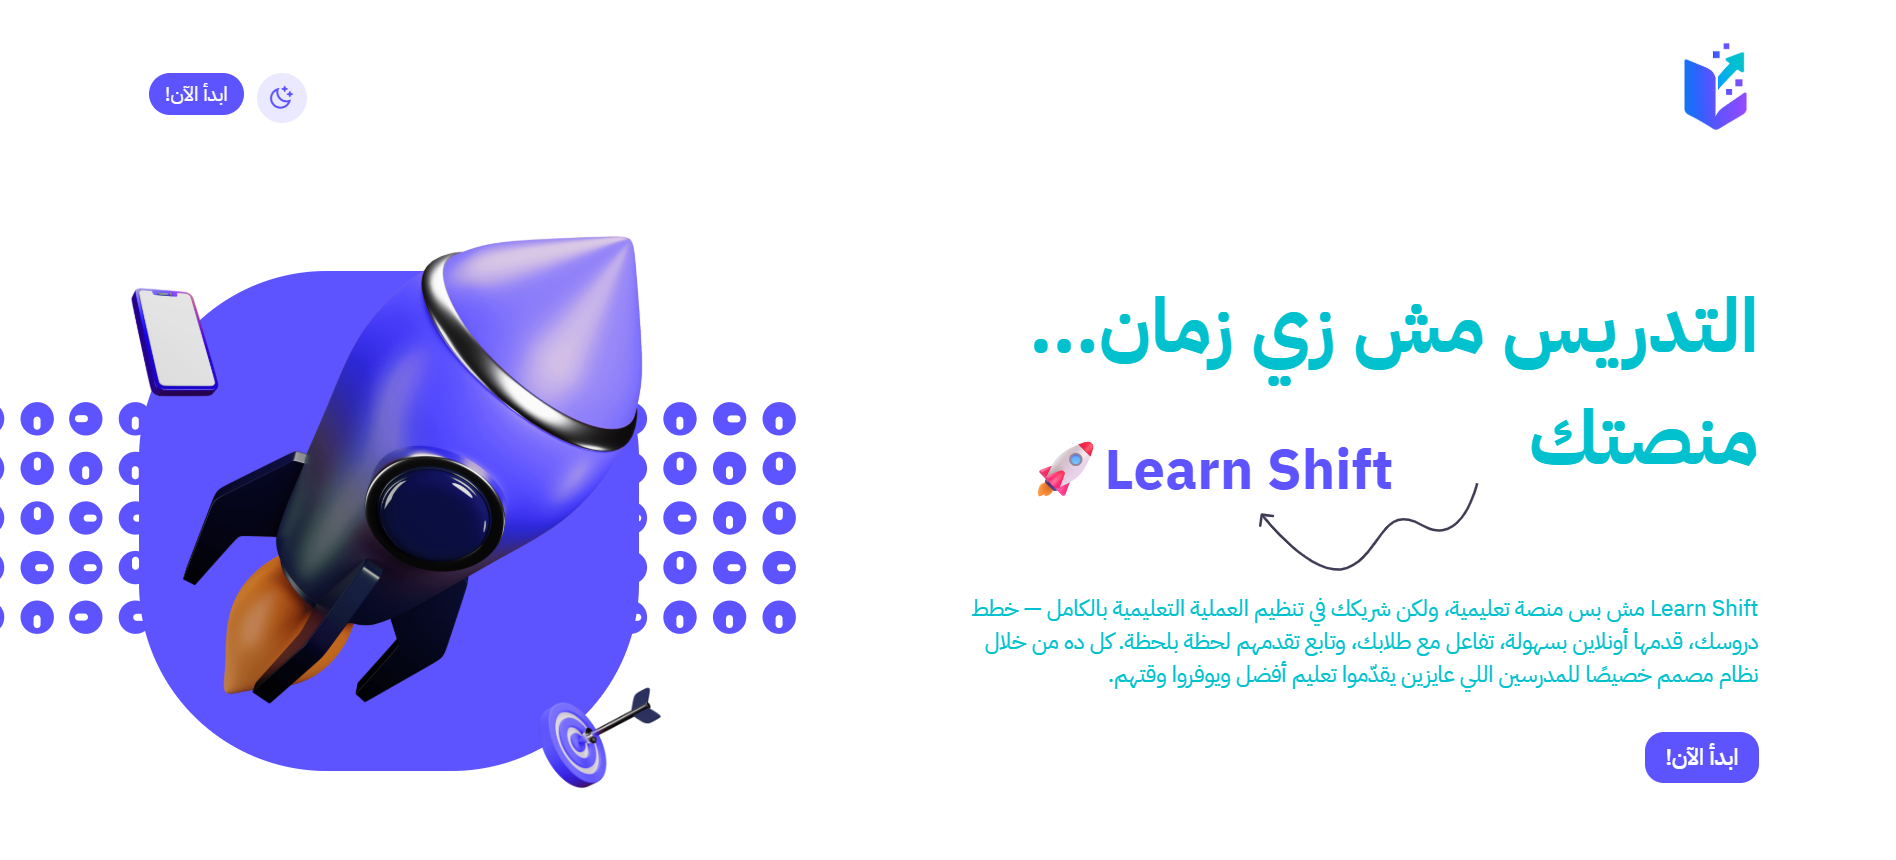 ابدأ الآن!
التدريس مش زي زمان...
منصتك
Learn Shift
Learn Shift مش بس منصة تعليمية، ولكن شريكك في تنظيم العملية التعليمية بالكامل — خطط
دروسك، قدمها أونلاين بسهولة، تفاعل مع طلابك، وتابع تقدمهم لحظة بلحظة. كل ده من خلال
نظام مصمم خصيصًا للمدرسين اللي عايزين يقدّموا تعليم أفضل ويوفروا وقتهم.
ابدأ الآن!